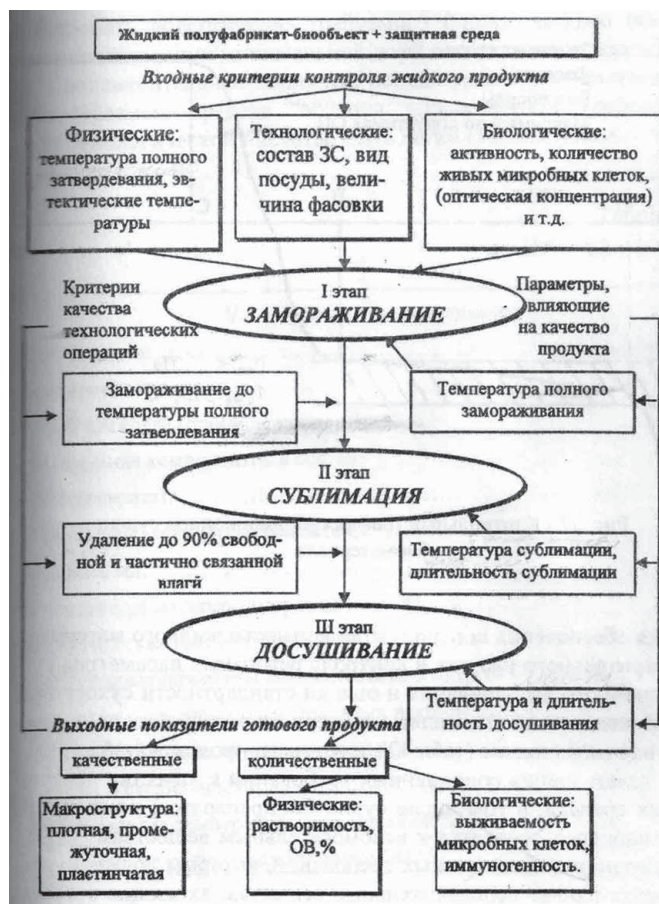 Жидкий полуфабрикат-биообъект + защитная среда
Входные критерии контроля жидкого продукта
Физические:
температура полного
затвердевания, эв-
тектические темпе-
ратуры
Технологические:
состав ЗС, вид
посуды, вели-
чина фасовки
Биологические:
активность, количество
живых микробных клеток,
(оптическая концентрация)
и т.д.
Критерии
качества
технологических
операций
I этап
ЗАМОРАЖИВАНИЕ
Параметры,
влияющие
на качество
продукта
Замораживание до
температуры полного
затвердевания
Температура полного
замораживания
II этап
СУБЛИМАЦИЯ
Удаление до 90% свобод-
ной и частично связанной
влаги
Температура сублимации,
длительность сублимации
III этап
ДОСУШИВАНИЕ
Температура и длитель-
ность досушивания
Выходные показатели готового продукта
качественные
количественные
Макроструктура:
плотная, проме-
жуточная,
пластинчатая
Физические:
растворимость,
ОВ,%
Биологические:
выживаемость
микробных клеток,
иммуногенность